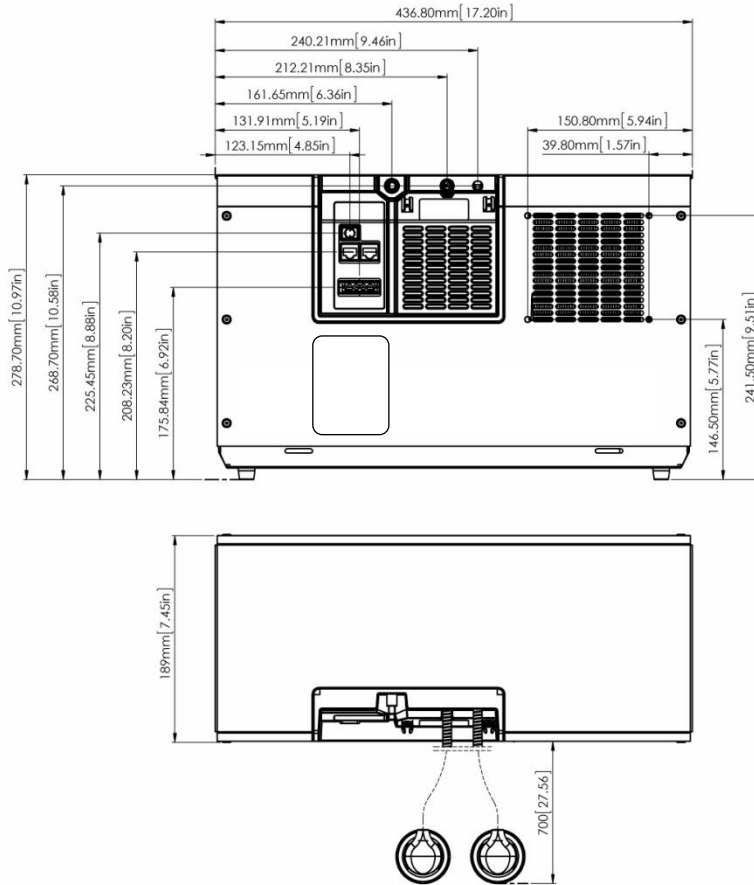 436.80mm[17.20in]
240.21mm[9.46in]
212.21mm[8.35in]
161.65mm[6.36in]
131.91mm[5.19in]
150.80mm[5.94in]
123.15mm[4.85in]
39.80mm[1.57in]
278.70mm[10.97in]
268.70mm[10.58in]
225.45mm[8.88in]
208.23mm[8.20in]
175.84mm[6.92in]
146.50mm[5.77in]
241.50mm[9.51in]
189mm[7.45in]
700[27.56]